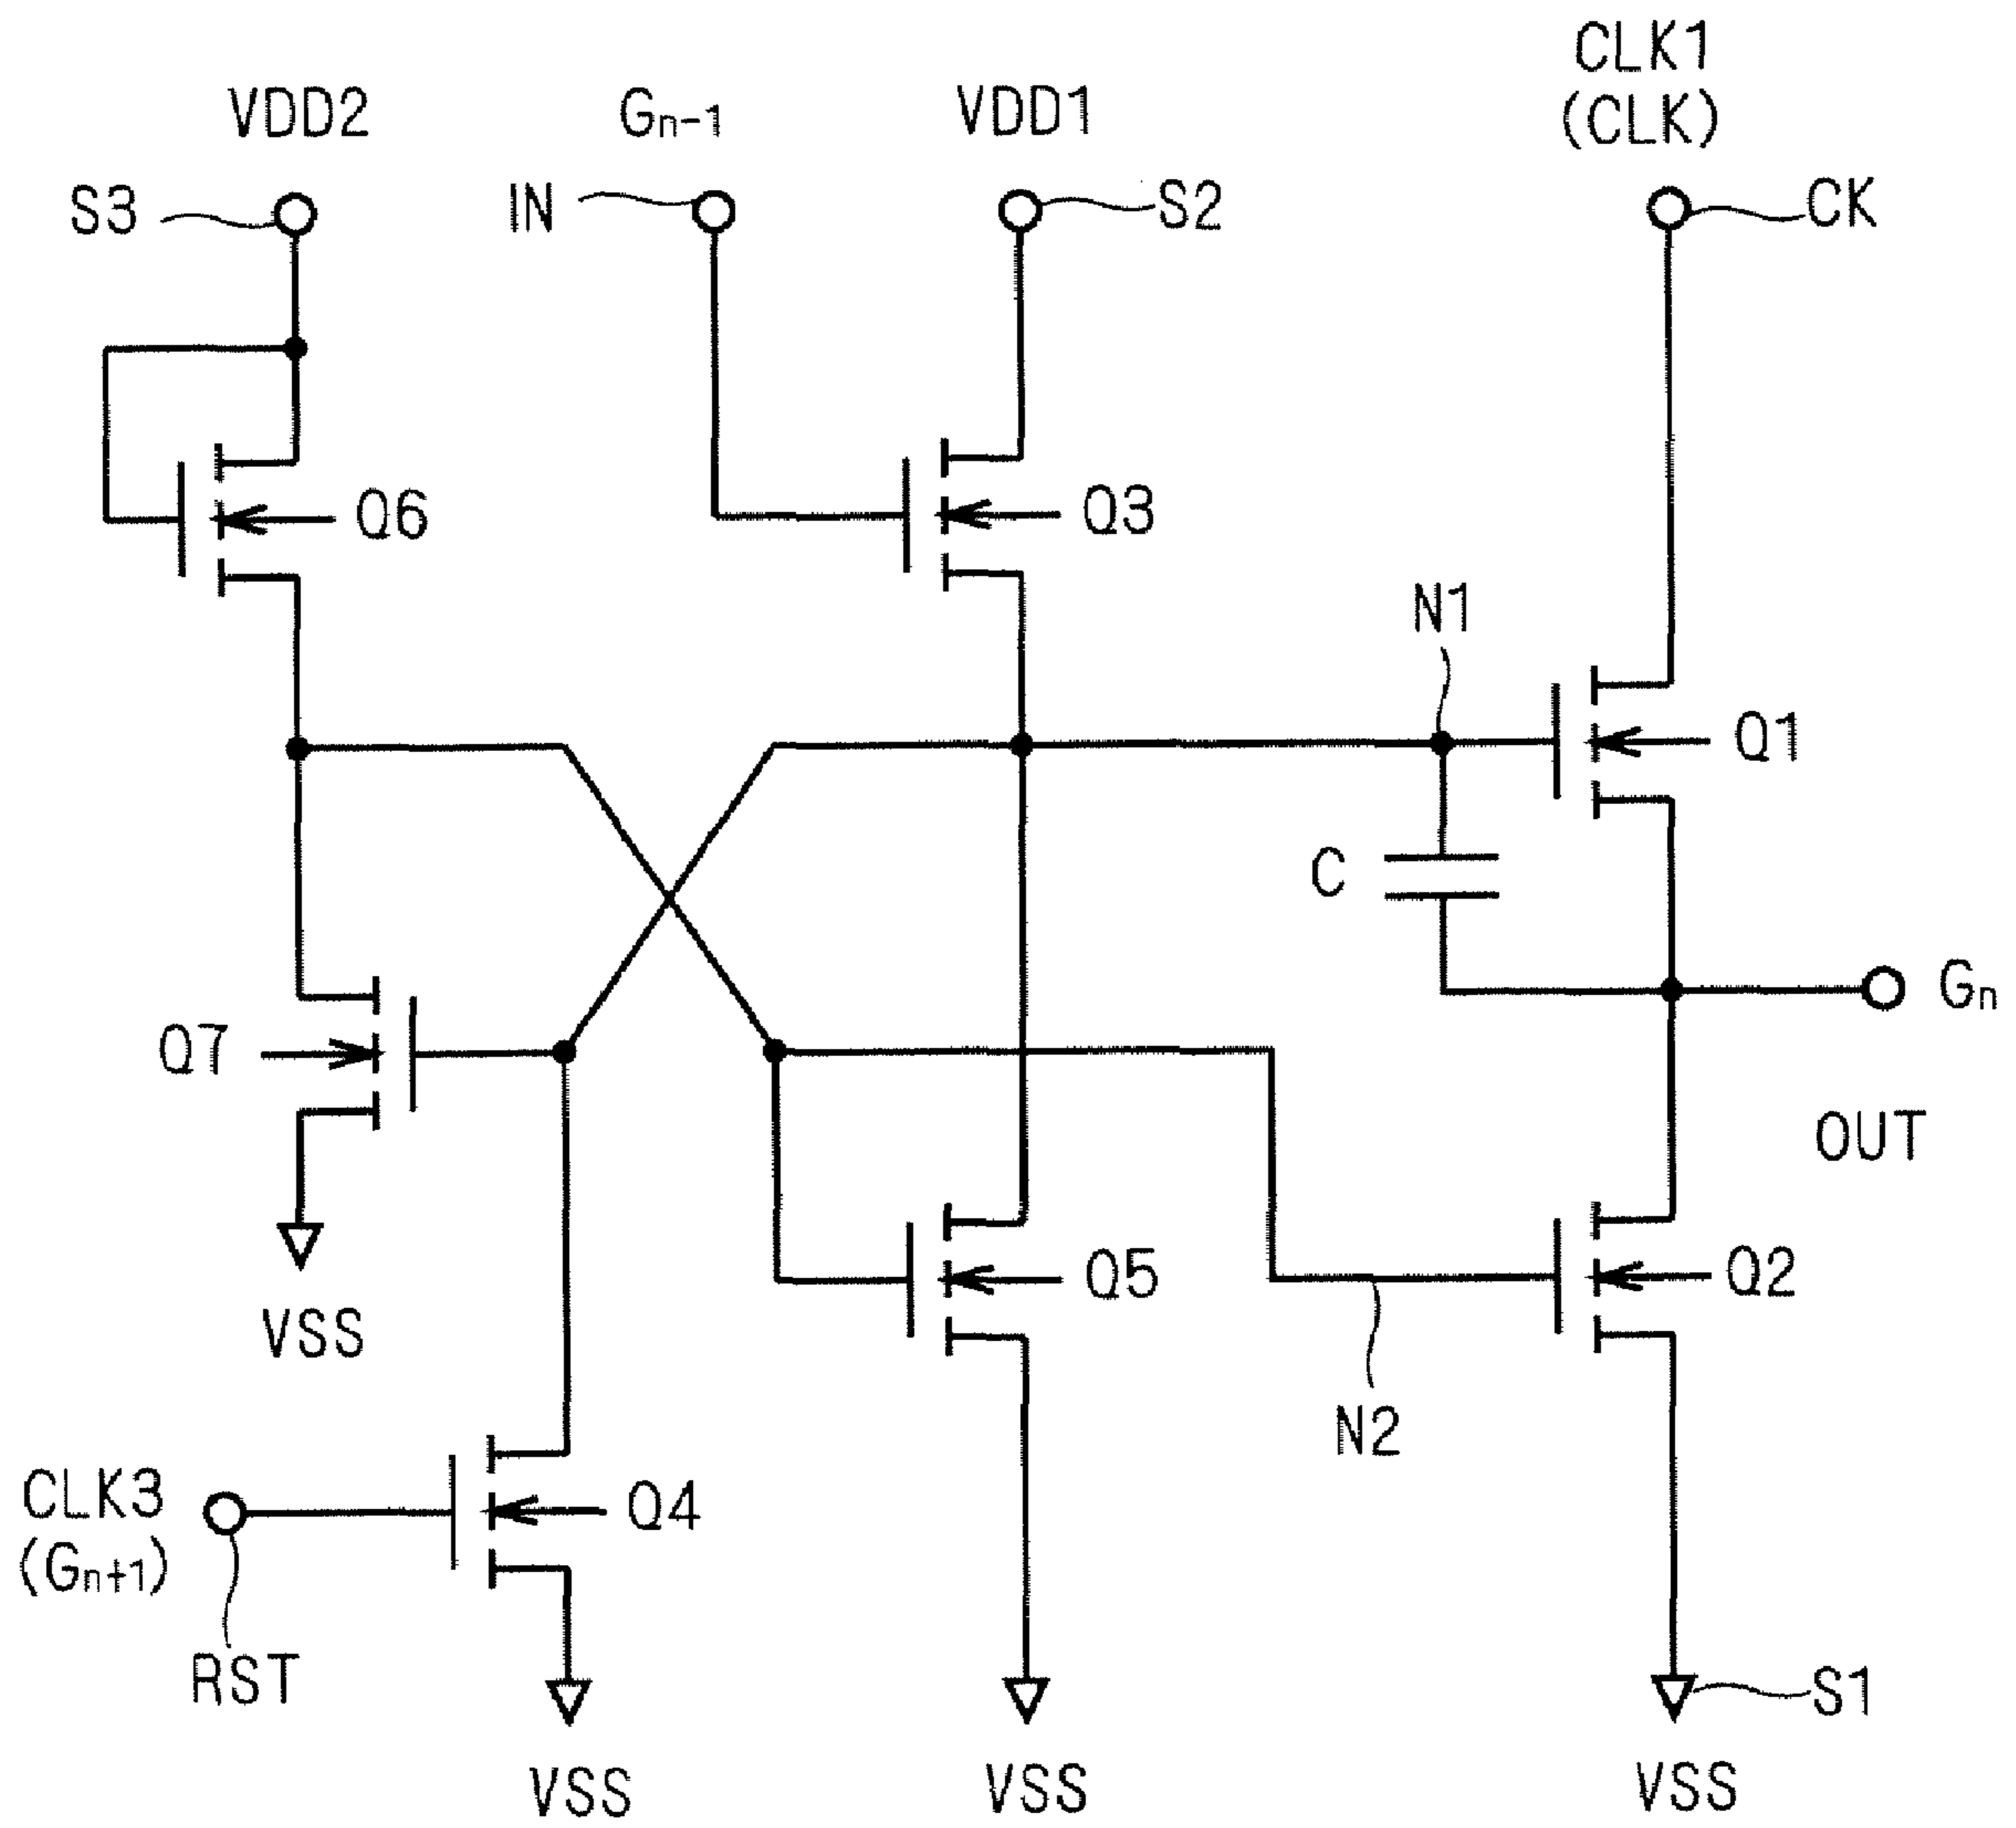 CLK1
(CLK)
VDD2
Gn-1
VDD1
S3
IN
S2
CK
Q6
Q3
N1
Q1
C
Gn
Q7
OUT
Q5
Q2
VSS
N2
CLK3
(Gn+1)
Q4
RST
S1
VSS
VSS
VSS